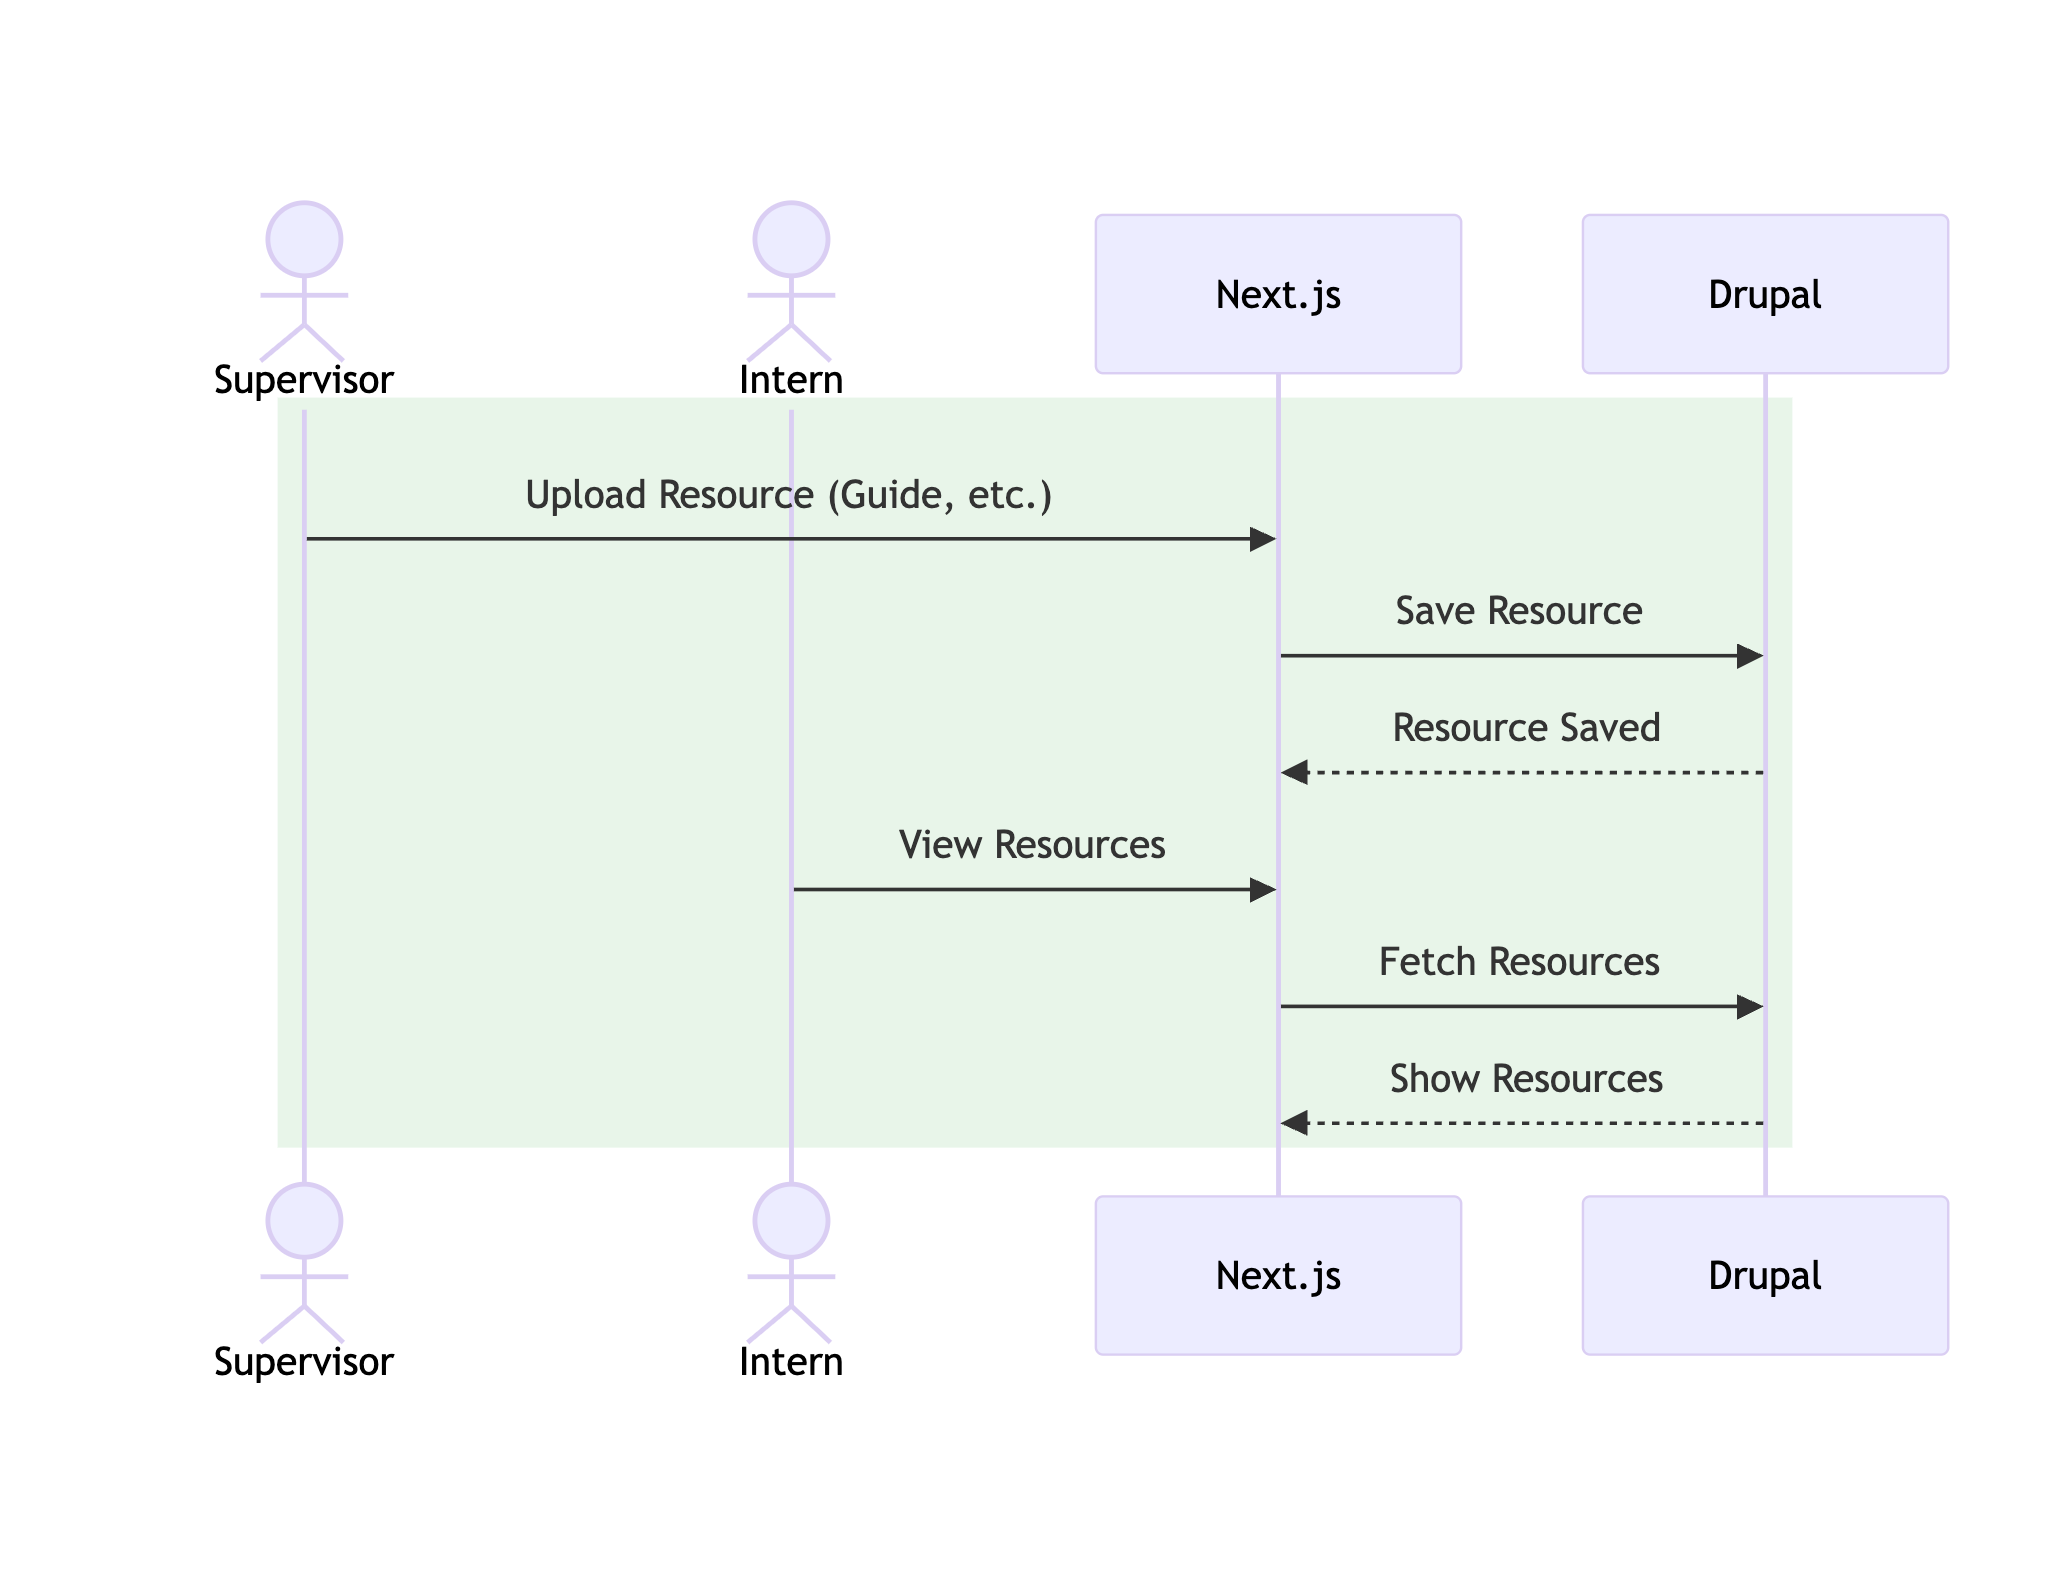 Supervisor
Intern
Next.js
Drupal
Upload Resource (Guide, etc.)
Save Resource
Resource Saved
View Resources
Fetch Resources
Show Resources
Supervisor
Intern
Next.js
Drupal